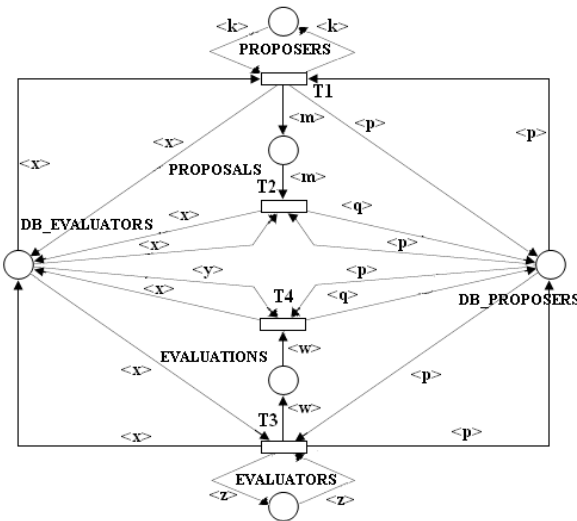 <k> <k>
PROPOSERS
T1
<m>
<x> <p>
<x> <p>
PROPOSALS
<m>
T2
<x> <q>
DB_EVALUATORS
<x> <p>
<y> <p>
T4
<x> <q>
DB_PROPOSERS
<w>
EVALUATIONS
<x> <p>
<w>
T3
<x> <p>
EVALUATORS
<z> <z>